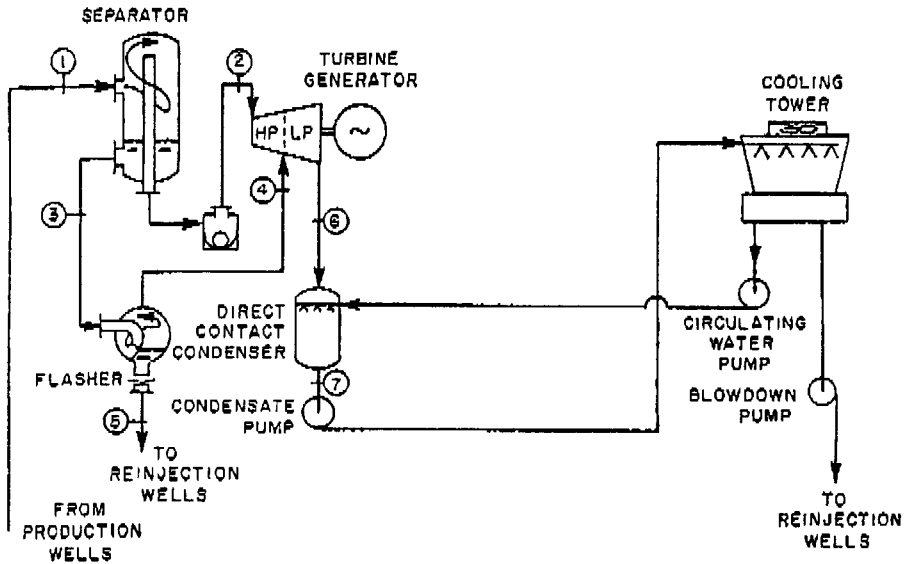 SEPARATOR
1
2
TURBINE
GENERATOR
HP LP
~
COOLING
TOWER
3
4
6
DIRECT
CONTACT
CONDENSER
FLASHER
5
TO
REINJECTION
WELLS
7
CONDENSATE
PUMP
CIRCULATING
WATER
PUMP
BLOWDOWN
PUMP
FROM
PRODUCTION
WELLS
TO
REINJECTION
WELLS